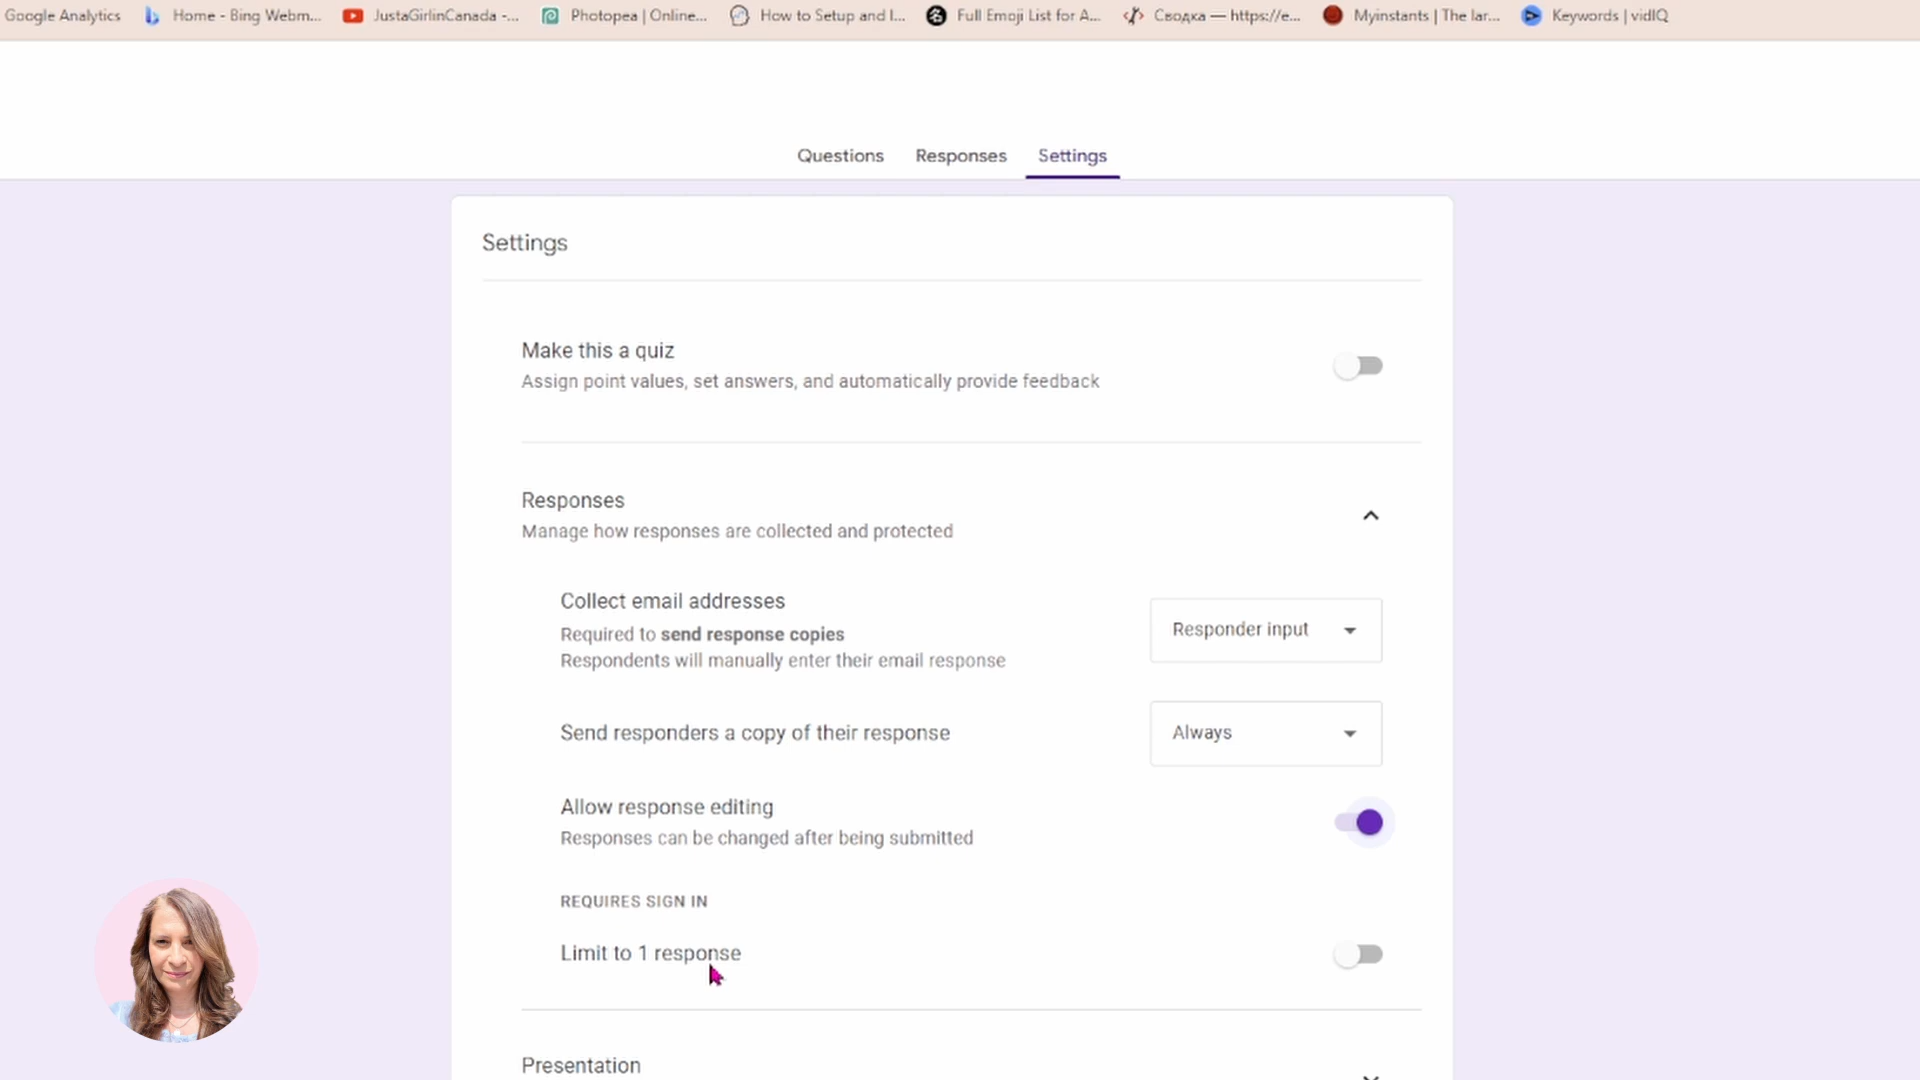 Google Analytics Home - Bing Webm... JustaGirlinCanada -... Photopea | Online... How to Setup and I... Full Emoji List for A... Сводка — https://e... Myinstants | The lar... Keywords | vidIQ
Questions Responses Settings
Settings
Make this a quiz
Assign point values, set answers, and automatically provide feedback
Responses
Manage how responses are collected and protected
Collect email addresses
Required to send response copies
Respondents will manually enter their email response
Responder input
Send responders a copy of their response
Always
Allow response editing
Responses can be changed after being submitted
REQUIRES SIGN IN
Limit to 1 response
Presentation